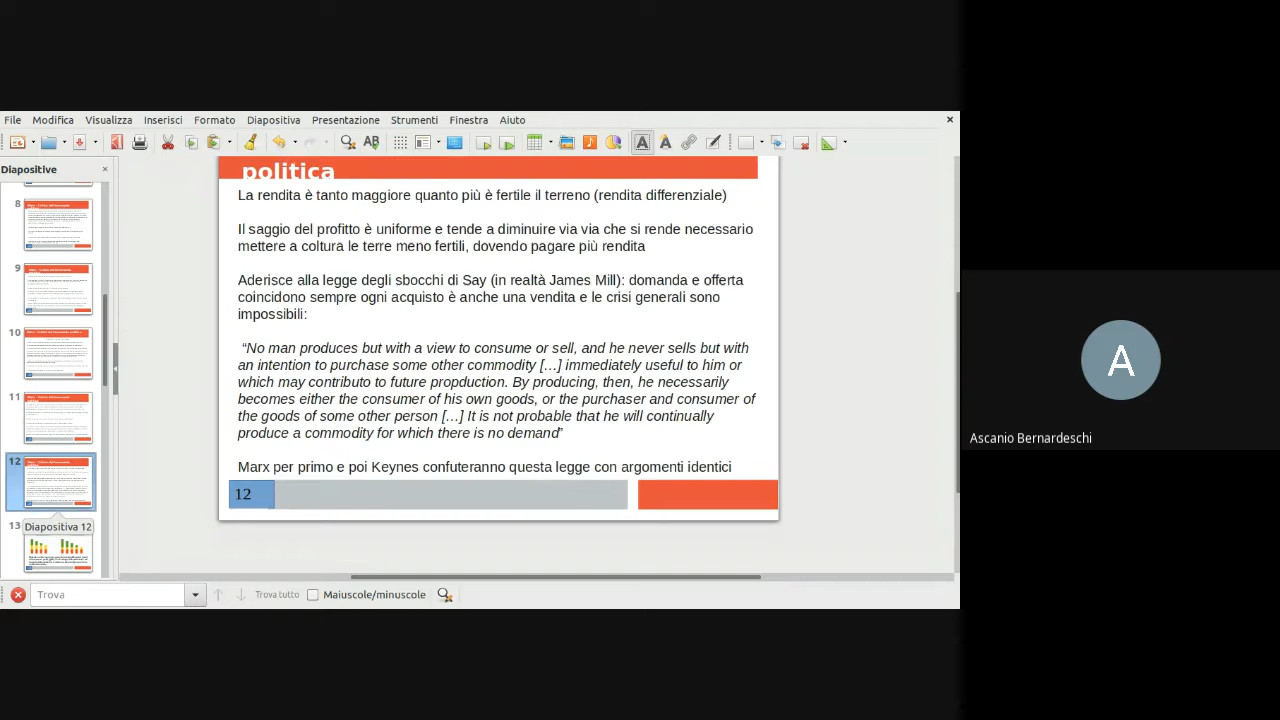 File Modifica Visualizza Inserisci Formato Diapositiva Presentazione Strumenti Finestra Aiuto
Diapositive
politica
La rendita è tanto maggiore quanto più è fertile il terreno (rendita differenziale)
Il saggio del profitto è uniforme e tende a diminuire via via che si rende necessario
mettere a coltura le terre meno fertili, dovendo pagare più rendita
Aderisce alla legge degli sbocchi di Say (in realtà James Mill): domanda e offerta
coincidono sempre ogni acquisto è anche una vendita e le crisi generali sono
impossibili:
“No man produces but with a view to consume or sell, and he never sells but with
an intention to purchase some other commodity […] immediately useful to him or
which may contributo to future propduction. By producing, then, he necessarily
becomes either the consumer of his own goods, or the purchaser and consumer of
the goods of some other person […] It is not probable that he will continually
produce a commodity for which there is no demand”
Marx per primo e poi Keynes confuteranno questa legge con argomenti identici
12
8
9
10
11
12
Diapositiva 12
13
Trova
Trova tutto
Maiuscole/minuscole
A
Ascanio Bernardeschi